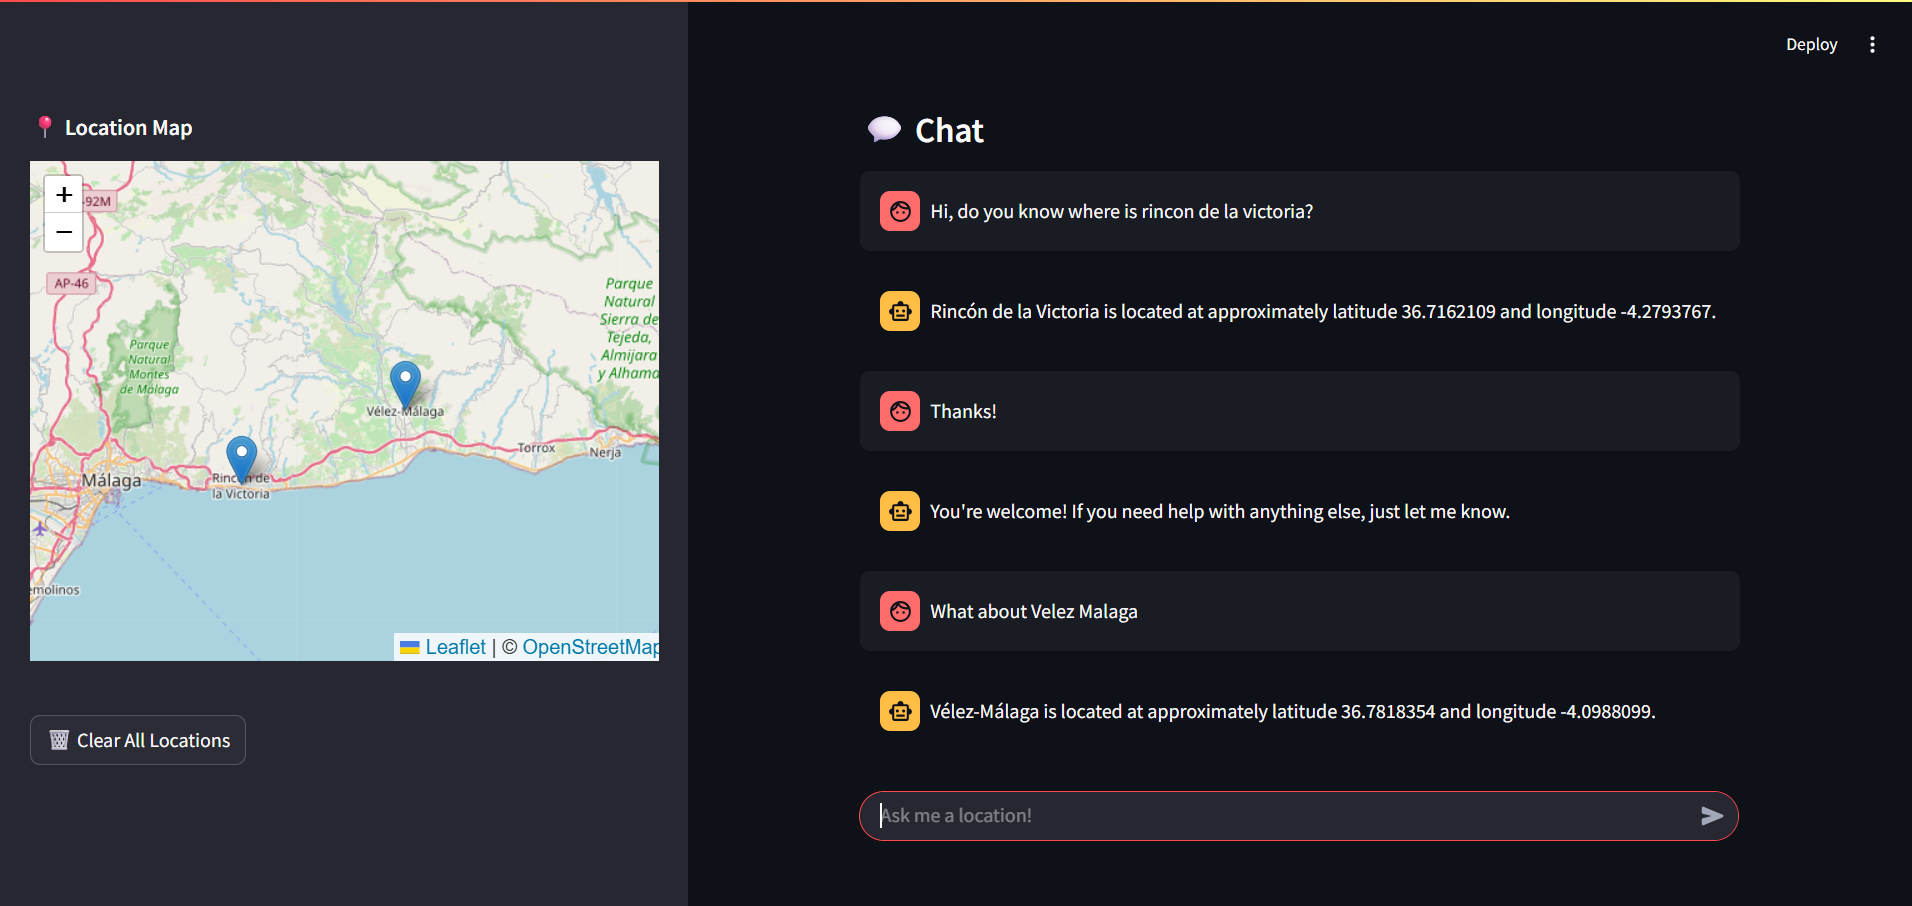 Deploy
Location Map
+
−
-92M
AP-46
Parque
Natural
Sierra de
Tejeda,
Almijara
y Alhama
Parque
Natural
Montes
de Málaga
Vélez-Málaga
Torrox
Nerja
Málaga
Rincón de
la Victoria
emolinos
Leaflet | © OpenStreetMap
Clear All Locations
Chat
Hi, do you know where is rincon de la victoria?
Rincón de la Victoria is located at approximately latitude 36.7162109 and longitude -4.2793767.
Thanks!
You're welcome! If you need help with anything else, just let me know.
What about Velez Malaga
Vélez-Málaga is located at approximately latitude 36.7818354 and longitude -4.0988099.
Ask me a location!